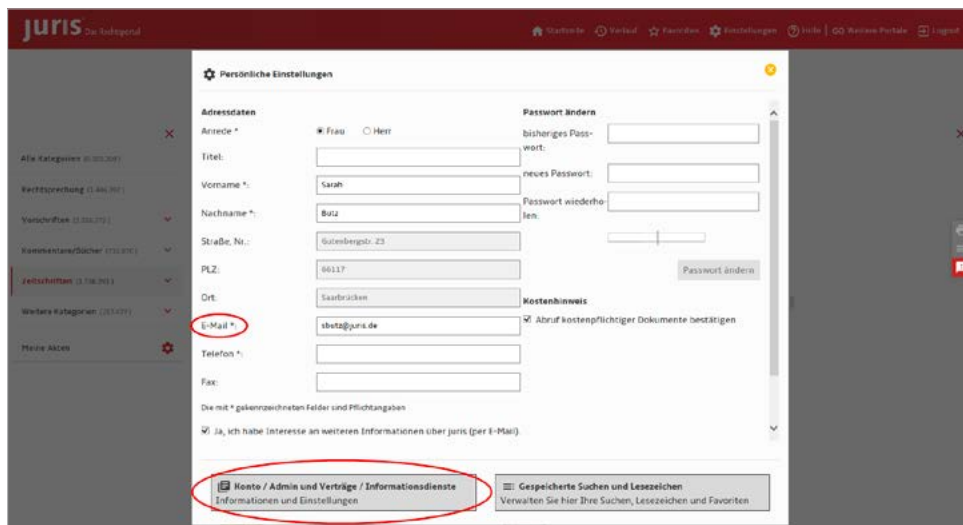 juris Das Rechtsportal
Startseite Verlauf Favoriten Einstellungen Hilfe Weitere Portale Logout
Persönliche Einstellungen
Adressdaten
Anrede * Frau Herr
Titel:
Vorname *: Sarah
Nachname *: Butz
Straße, Nr.: Gutenbergstr. 23
PLZ: 66117
Ort: Saarbrücken
E-Mail *: sbutz@juris.de
Telefon *:
Fax:
Die mit * gekennzeichneten Felder sind Pflichtangaben
Ja, ich habe Interesse an weiteren Informationen über juris (per E-Mail).
Passwort ändern
bisheriges Pass-
wort:
neues Passwort:
Passwort wiederho-
len:
Passwort ändern
Kostenhinweis
Abruf kostenpflichtiger Dokumente bestätigen
Konto / Admin und Verträge / Informationsdienste
Informationen und Einstellungen
Gespeicherte Suchen und Lesezeichen
Verwalten Sie hier Ihre Suchen, Lesezeichen und Favoriten
Alle Kategorien
Rechtsprechung
Vorschriften
Kommentare/Bücher
Zeitschriften
Weitere Kategorien
Meine Akten